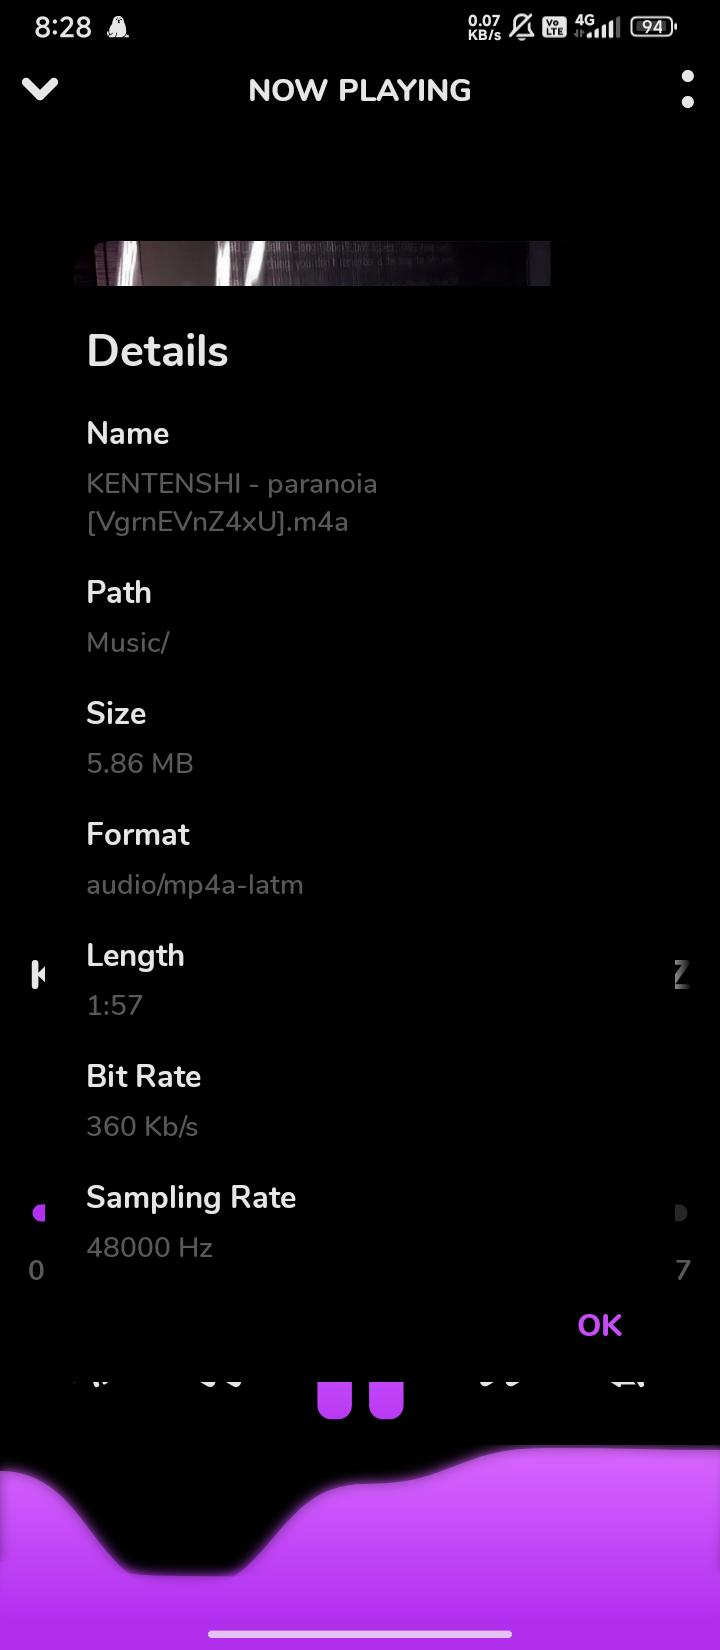 8:28
0.07
KB/s
Vo
LTE
4G
94
NOW PLAYING
Details
Name
KENTENSHI - paranoia
[VgrnEVnZ4xU].m4a
Path
Music/
Size
5.86 MB
Format
audio/mp4a-latm
Length
1:57
Bit Rate
360 Kb/s
Sampling Rate
48000 Hz
0
7
OK